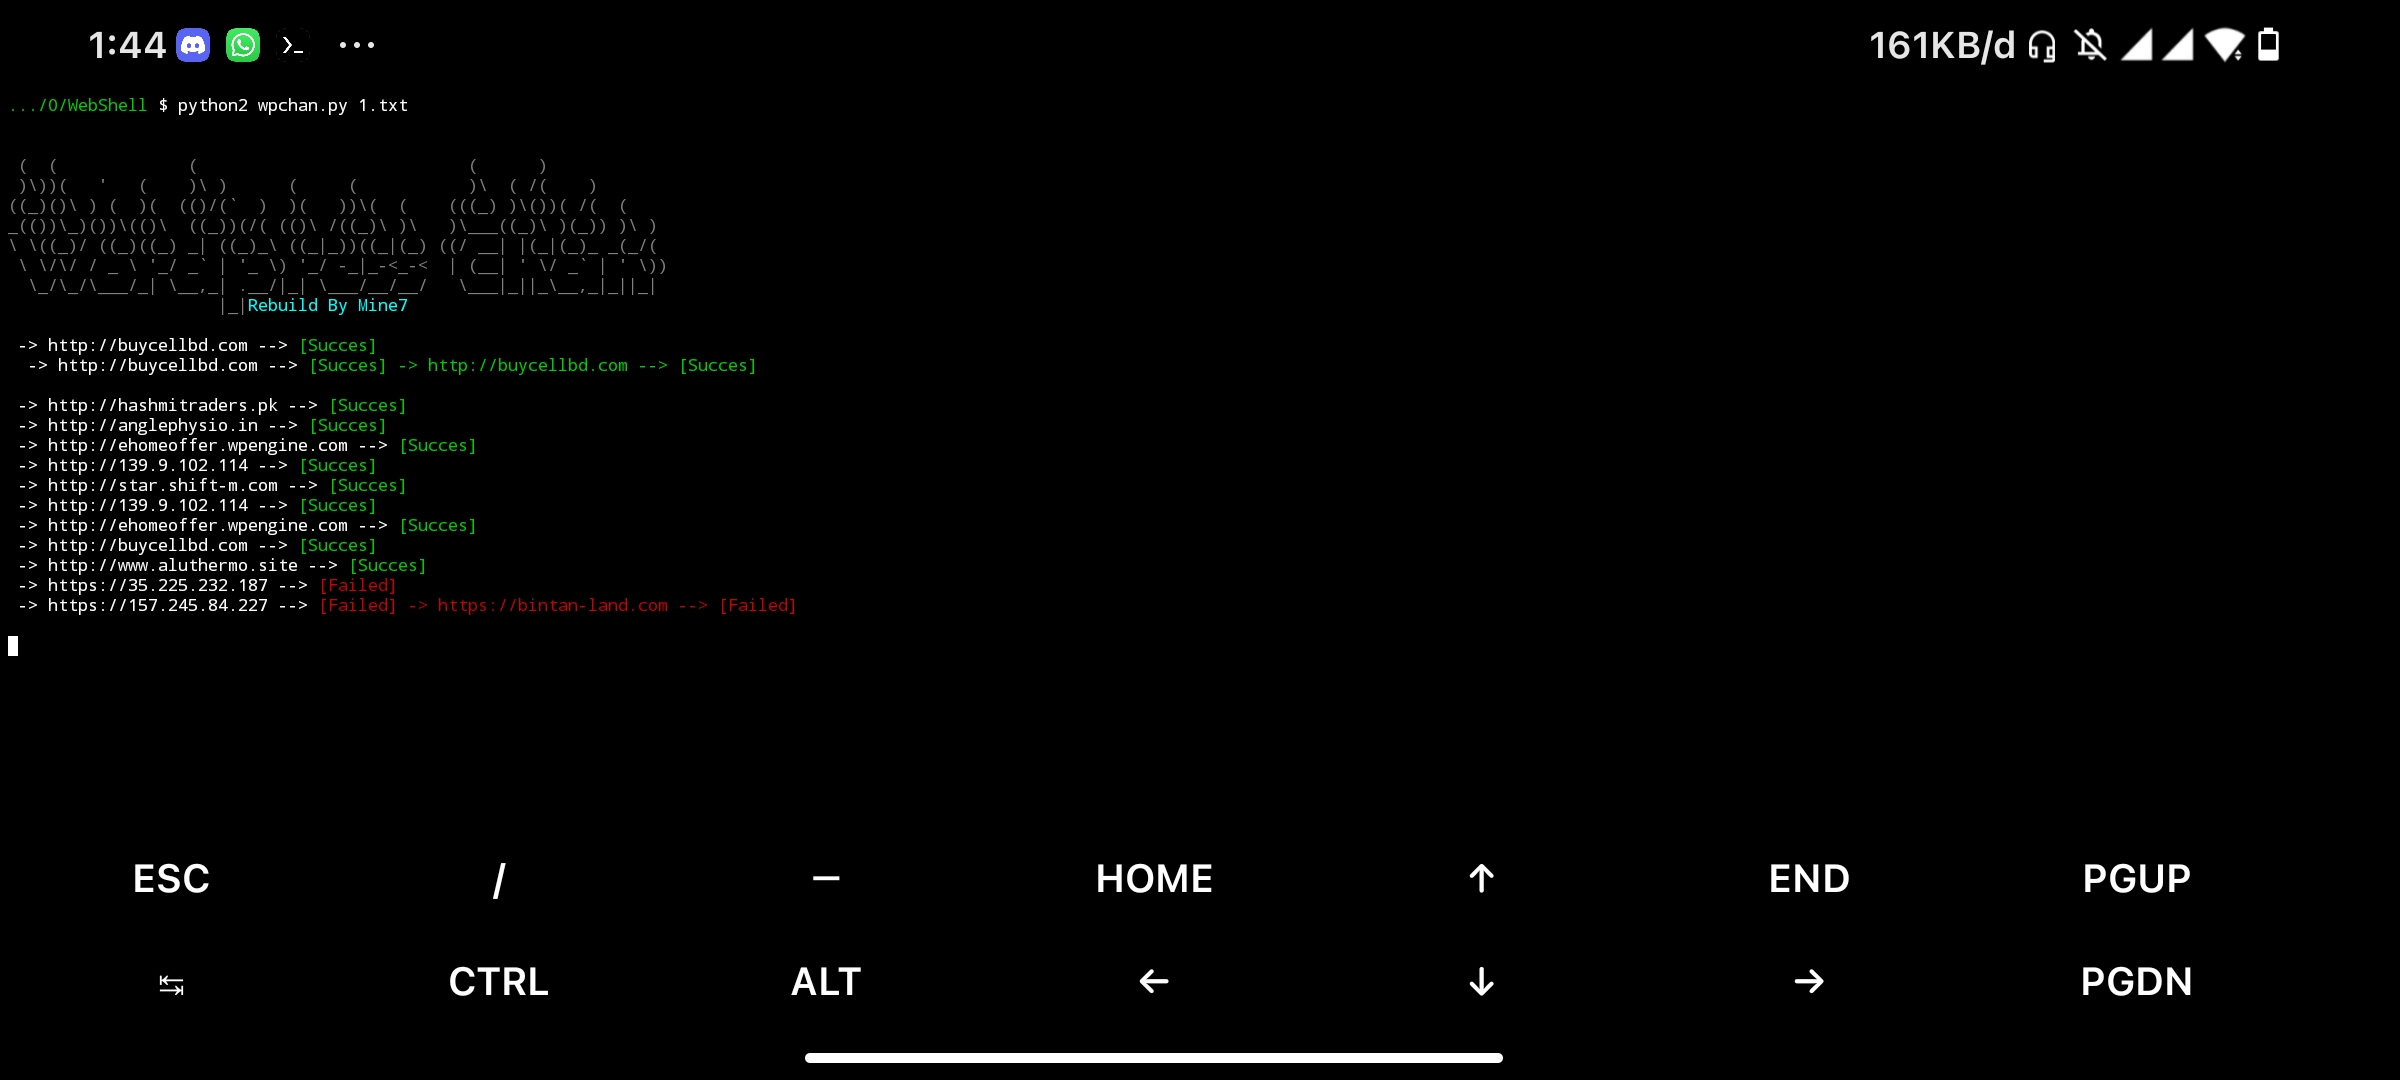 1:44
161KB/d
.../O/WebShell $ python2 wpchan.py 1.txt
Rebuild By Mine7
-> http://buycellbd.com --> [Succes]
-> http://buycellbd.com --> [Succes] -> http://buycellbd.com --> [Succes]
-> http://hashmitraders.pk --> [Succes]
-> http://anglephysio.in --> [Succes]
-> http://ehomeoffer.wpengine.com --> [Succes]
-> http://139.9.102.114 --> [Succes]
-> http://star.shift-m.com --> [Succes]
-> http://139.9.102.114 --> [Succes]
-> http://ehomeoffer.wpengine.com --> [Succes]
-> http://buycellbd.com --> [Succes]
-> http://www.aluthermo.site --> [Succes]
-> https://35.225.232.187 --> [Failed]
-> https://157.245.84.227 --> [Failed] -> https://bintan-land.com --> [Failed]
ESC / — HOME ↑ END PGUP
↹ CTRL ALT ← ↓ → PGDN